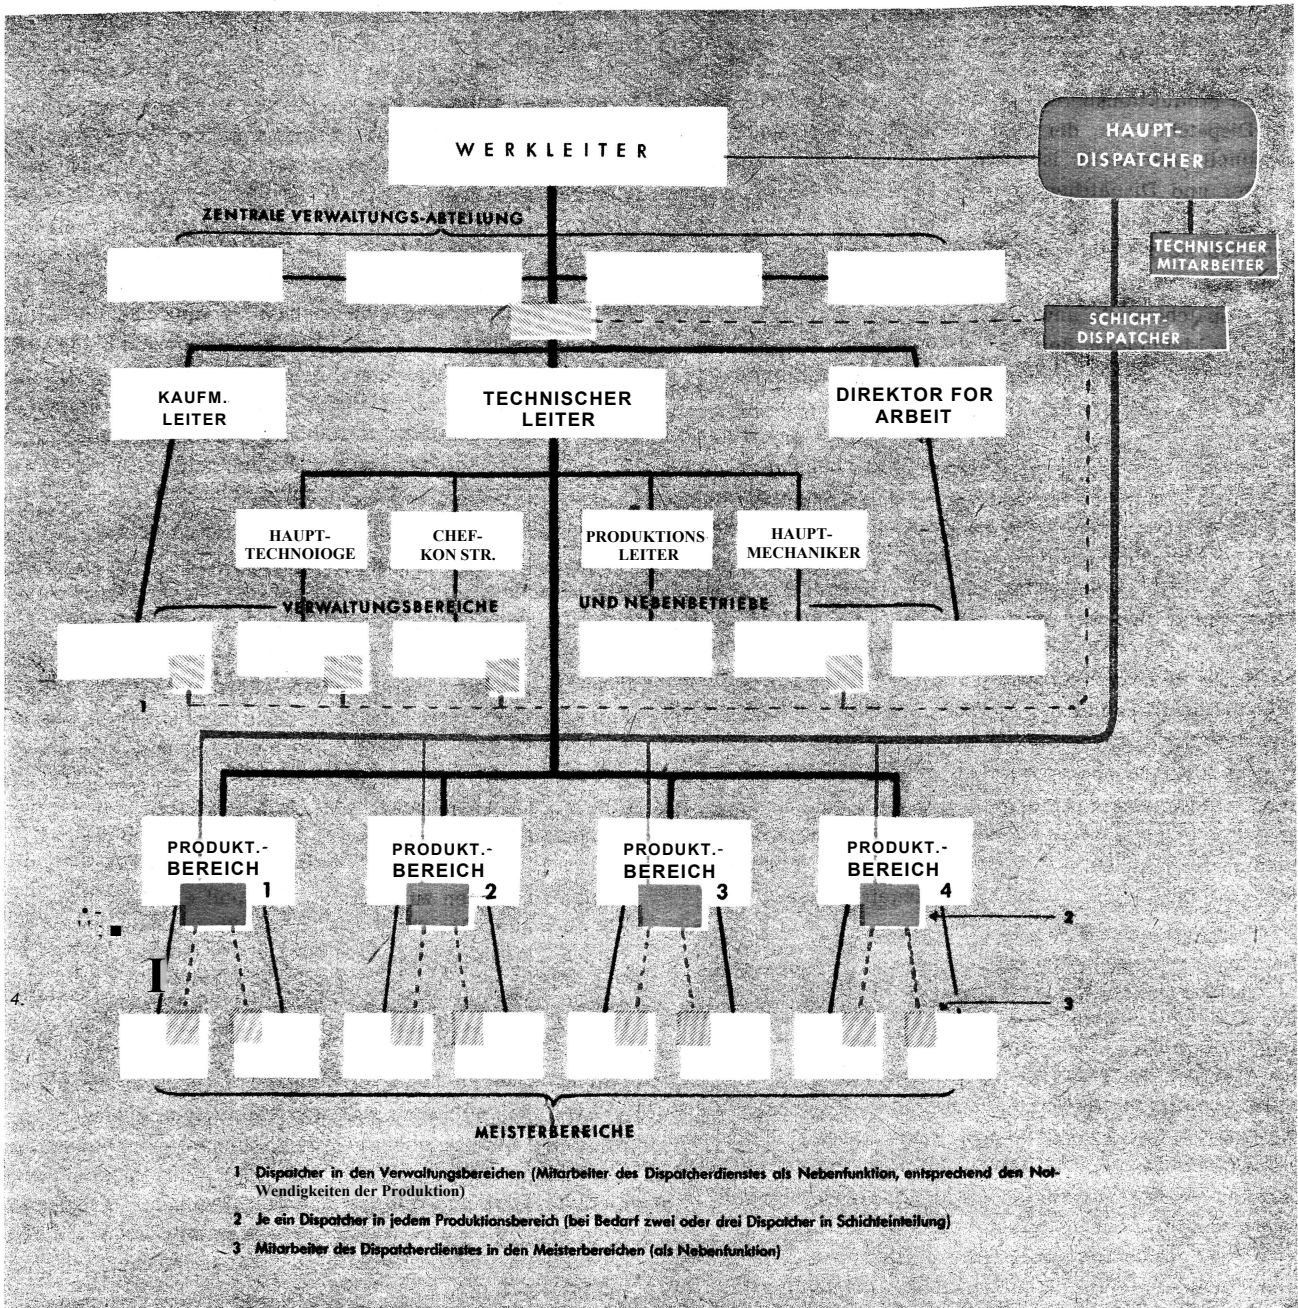 WERKLEITER
HAUPT-
DISPATCHER
ZENTRALE VERWALTUNGS-ABTEILUNG
TECHNISCHER
MITARBEITER
SCHICHT-
DISPATCHER
KAUFM.
LEITER
TECHNISCHER
LEITER
DIREKTOR FOR
ARBEIT
HAUPT-
TECHNOIOGE
CHEF-
KON STR.
PRODUKTIONS
LEITER
HAUPT-
MECHANIKER
VERWALTUNGSBEREICHE UND NEBENBETRIEBE
1
PRODUKT.-
BEREICH
1
PRODUKT.-
BEREICH
2
PRODUKT.-
BEREICH
3
PRODUKT.-
BEREICH
4
2
I
4.
3
MEISTERBEREICHE
1 Dispatcher in den Verwaltungsbereichen (Mitarbeiter des Dispatcherdienstes als Nebenfunktion, entsprechend den Not-
Wendigkeiten der Produktion)
2 Je ein Dispatcher in jedem Produktionsbereich (bei Bedarf zwei oder drei Dispatcher in Schichteinteilung)
3 Mitarbeiter des Dispatcherdienstes in den Meisterbereichen (als Nebenfunktion)